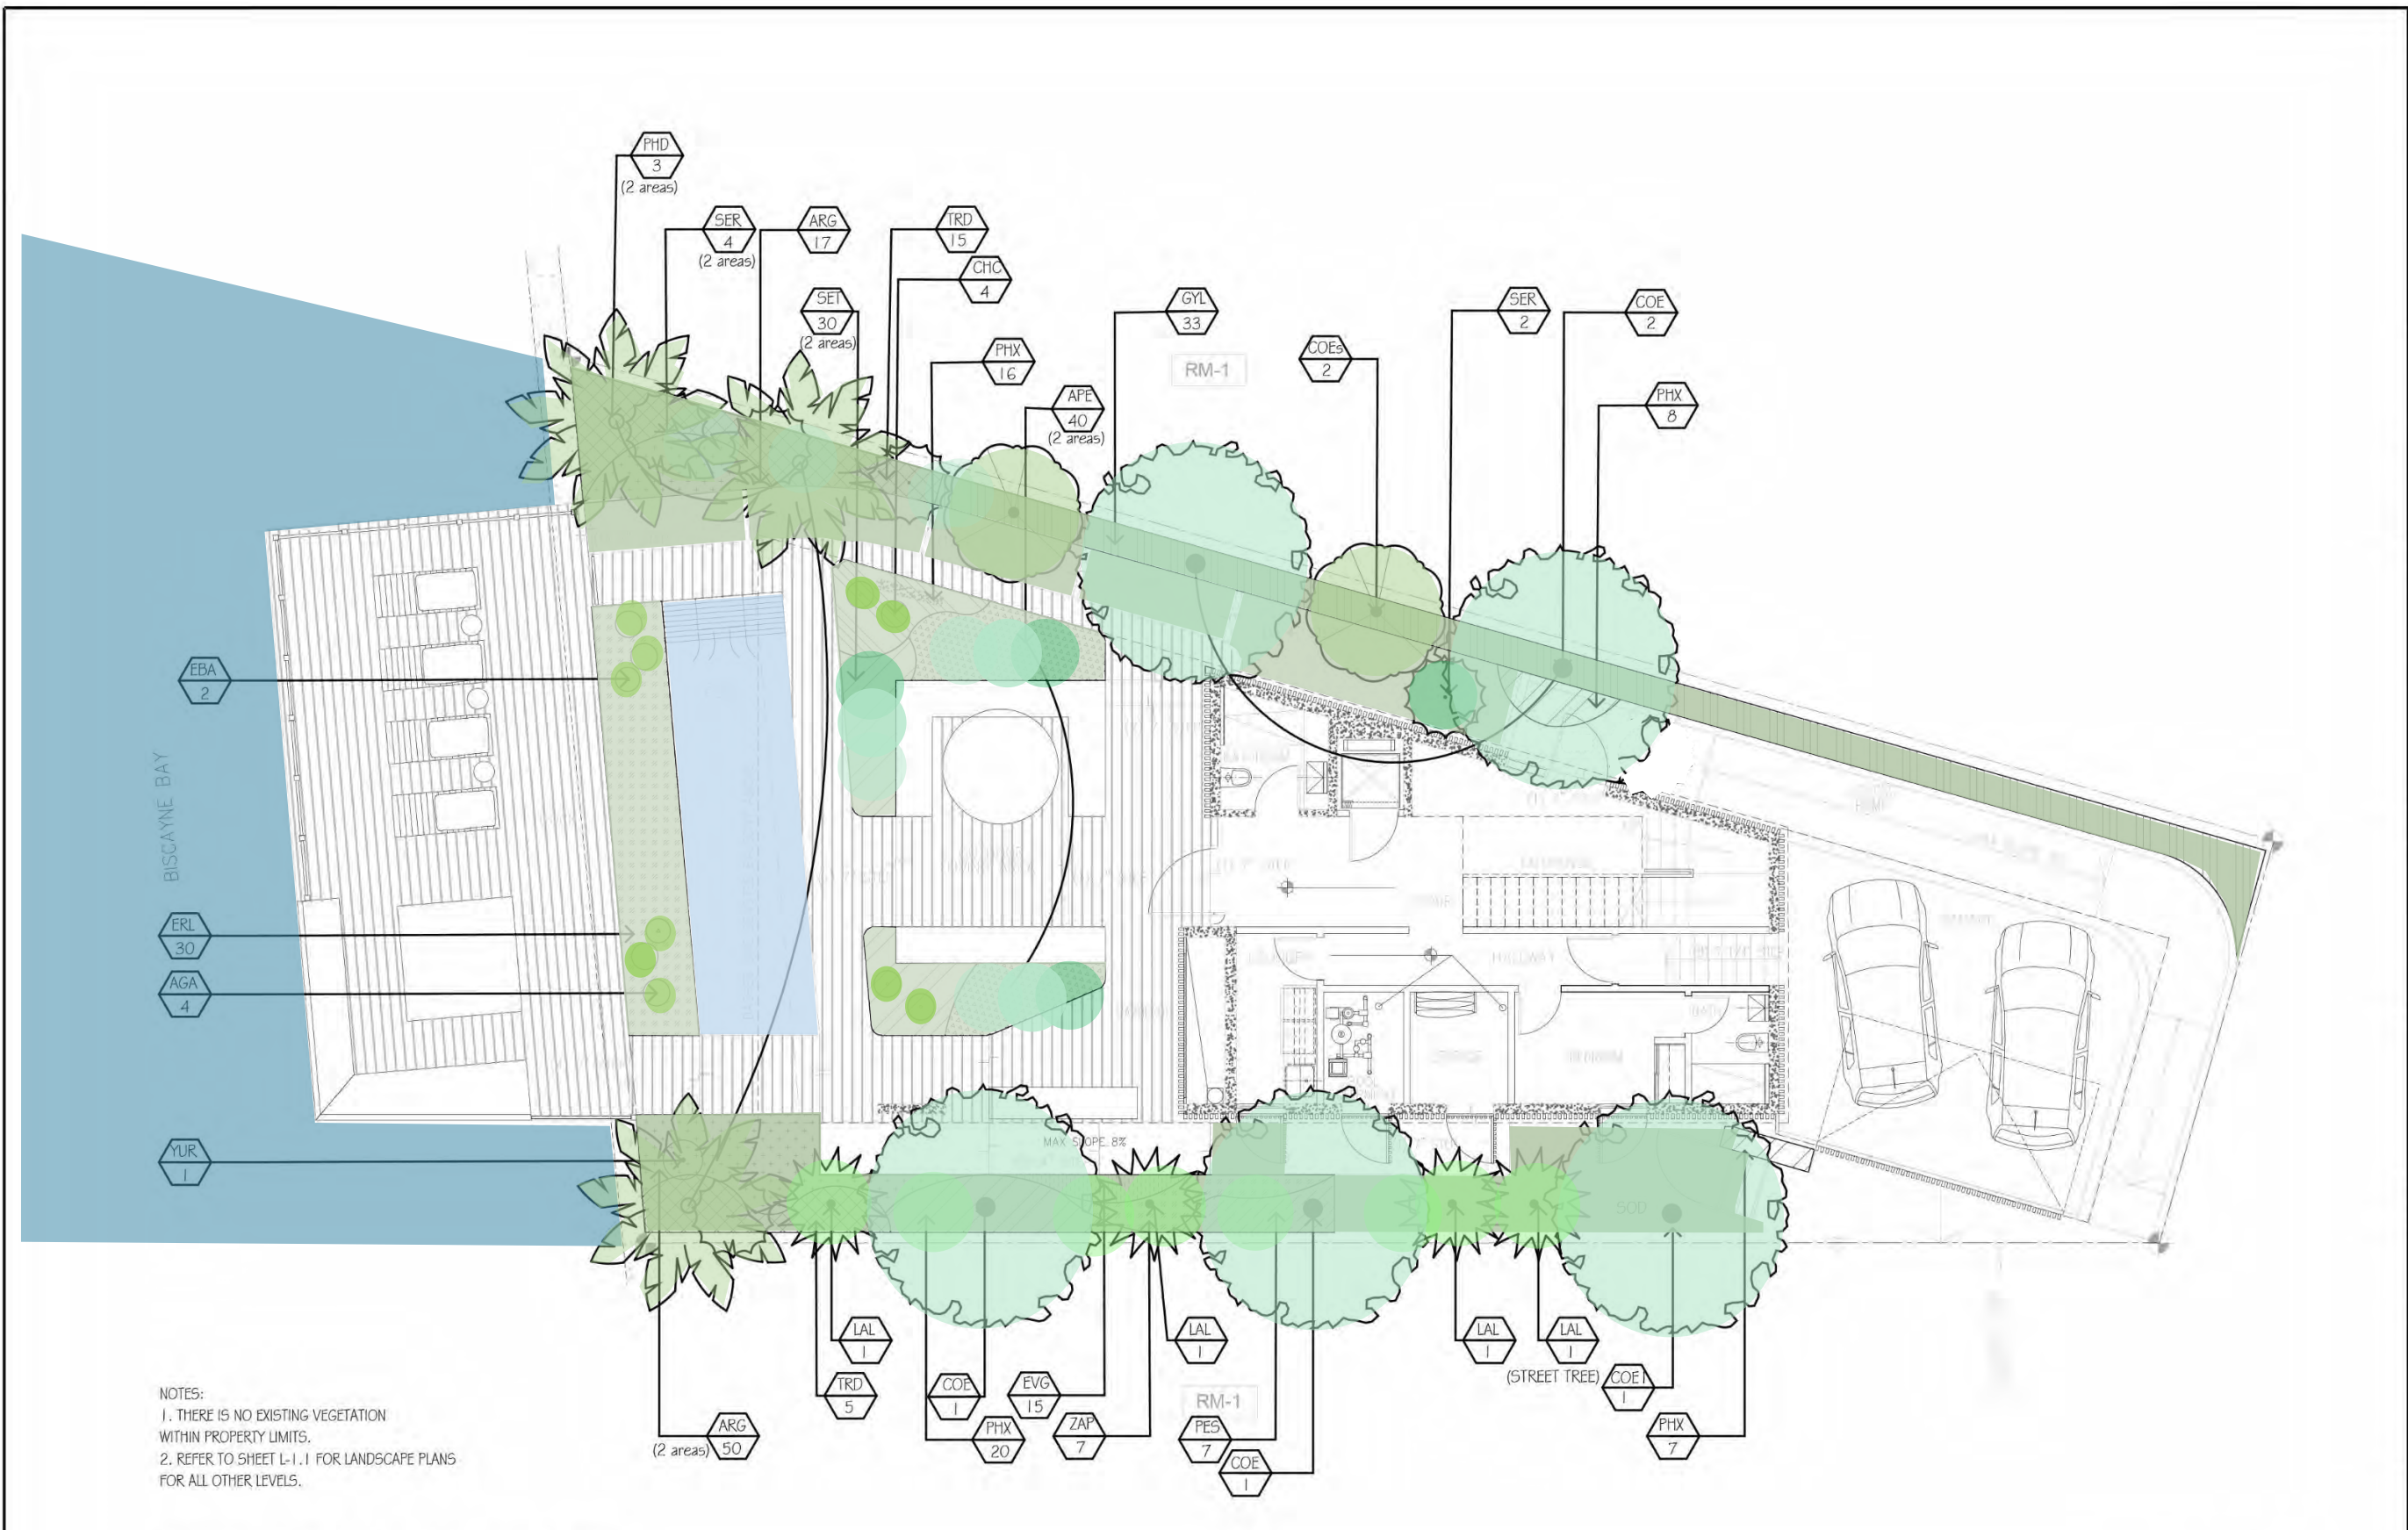 PHD
3
(2 areas)
SER
4
(2 areas)
ARG
17
TRD
15
CHC
4
SET
30
(2 areas)
PHX
16
APE
40
(2 areas)
GYL
33
RM-1
COEs
2
SER
2
COE
2
PHX
8
EBA
2
BISCAYNE BAY
ERL
30
AGA
4
YUR
1
HALLWAY
MAX SLOPE 8%
SOD
LAL
1
LAL
1
LAL
1
LAL
1
(STREET TREE)
COE1
1
TRD
5
COE
1
EVG
15
RM-1
ARG
50
(2 areas)
PHX
20
ZAP
7
PES
7
COE
1
PHX
7
NOTES:
1. THERE IS NO EXISTING VEGETATION
WITHIN PROPERTY LIMITS.
2. REFER TO SHEET L-1.1 FOR LANDSCAPE PLANS
FOR ALL OTHER LEVELS.